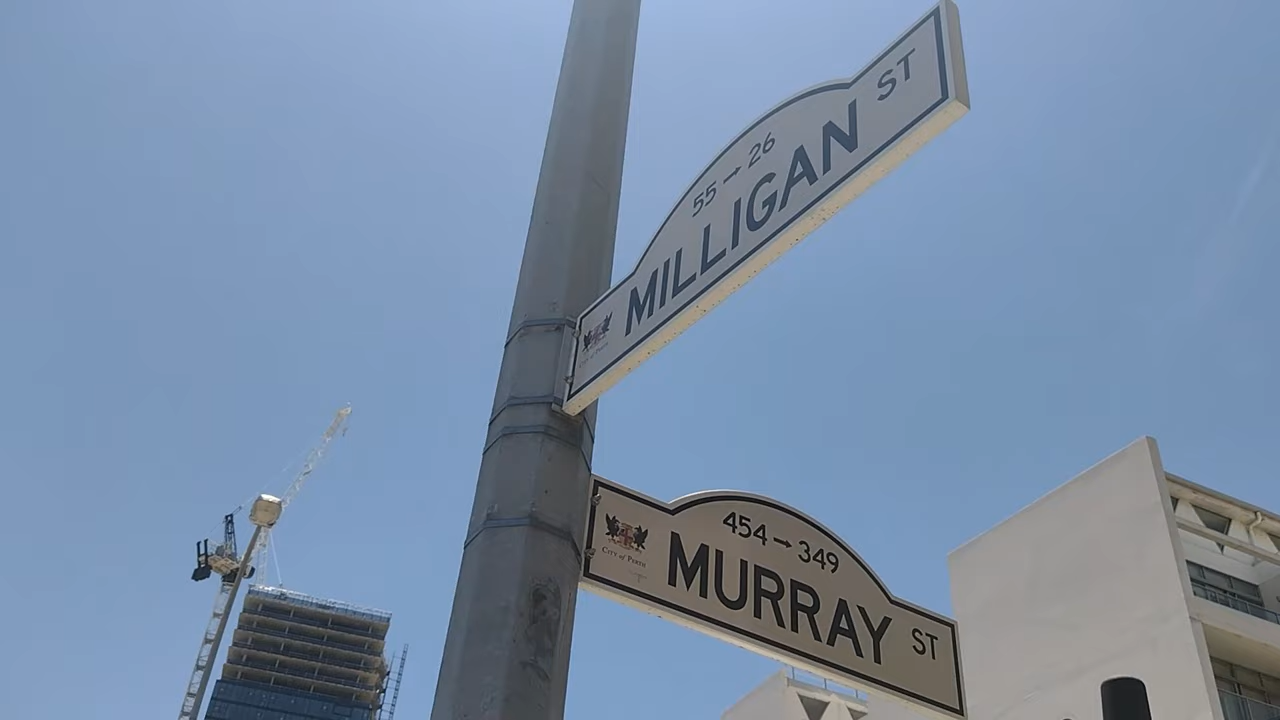 55→26
MILLIGAN ST
454→349
MURRAY ST
CITY of PERTH